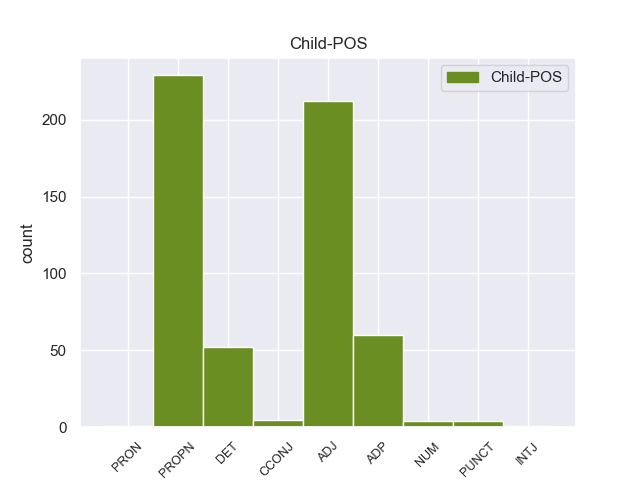 Child-POS
Child-POS
200
150
100
50
0
count
PRON PROPN DET CCONJ ADJ ADP NUM PUNCT INTJ